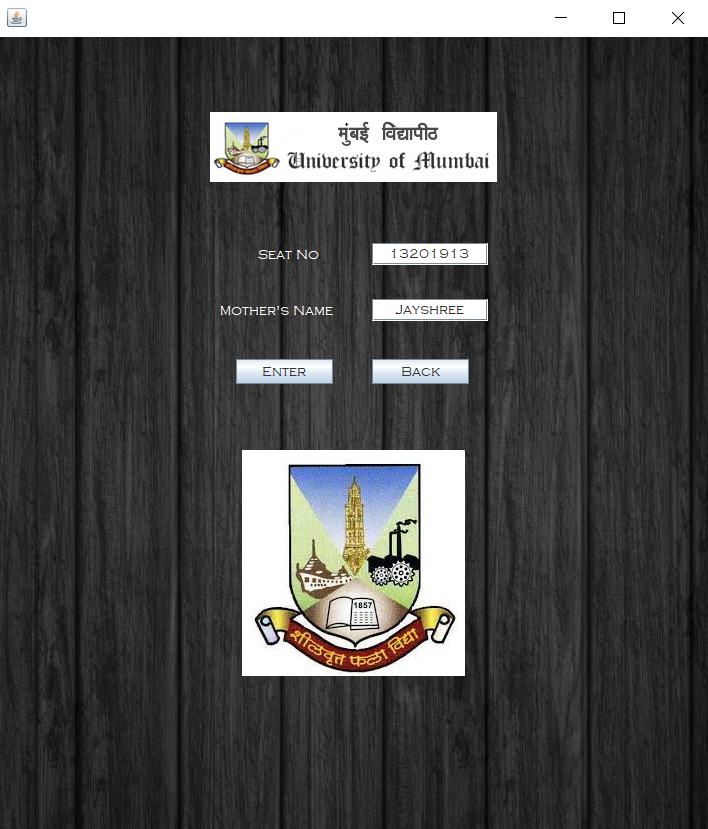 मुंबई विद्यापीठ
University of Mumbai
Seat No 13201913
Mother's Name Jayshree
Enter Back
1857
शीलवृत्त फला विद्या